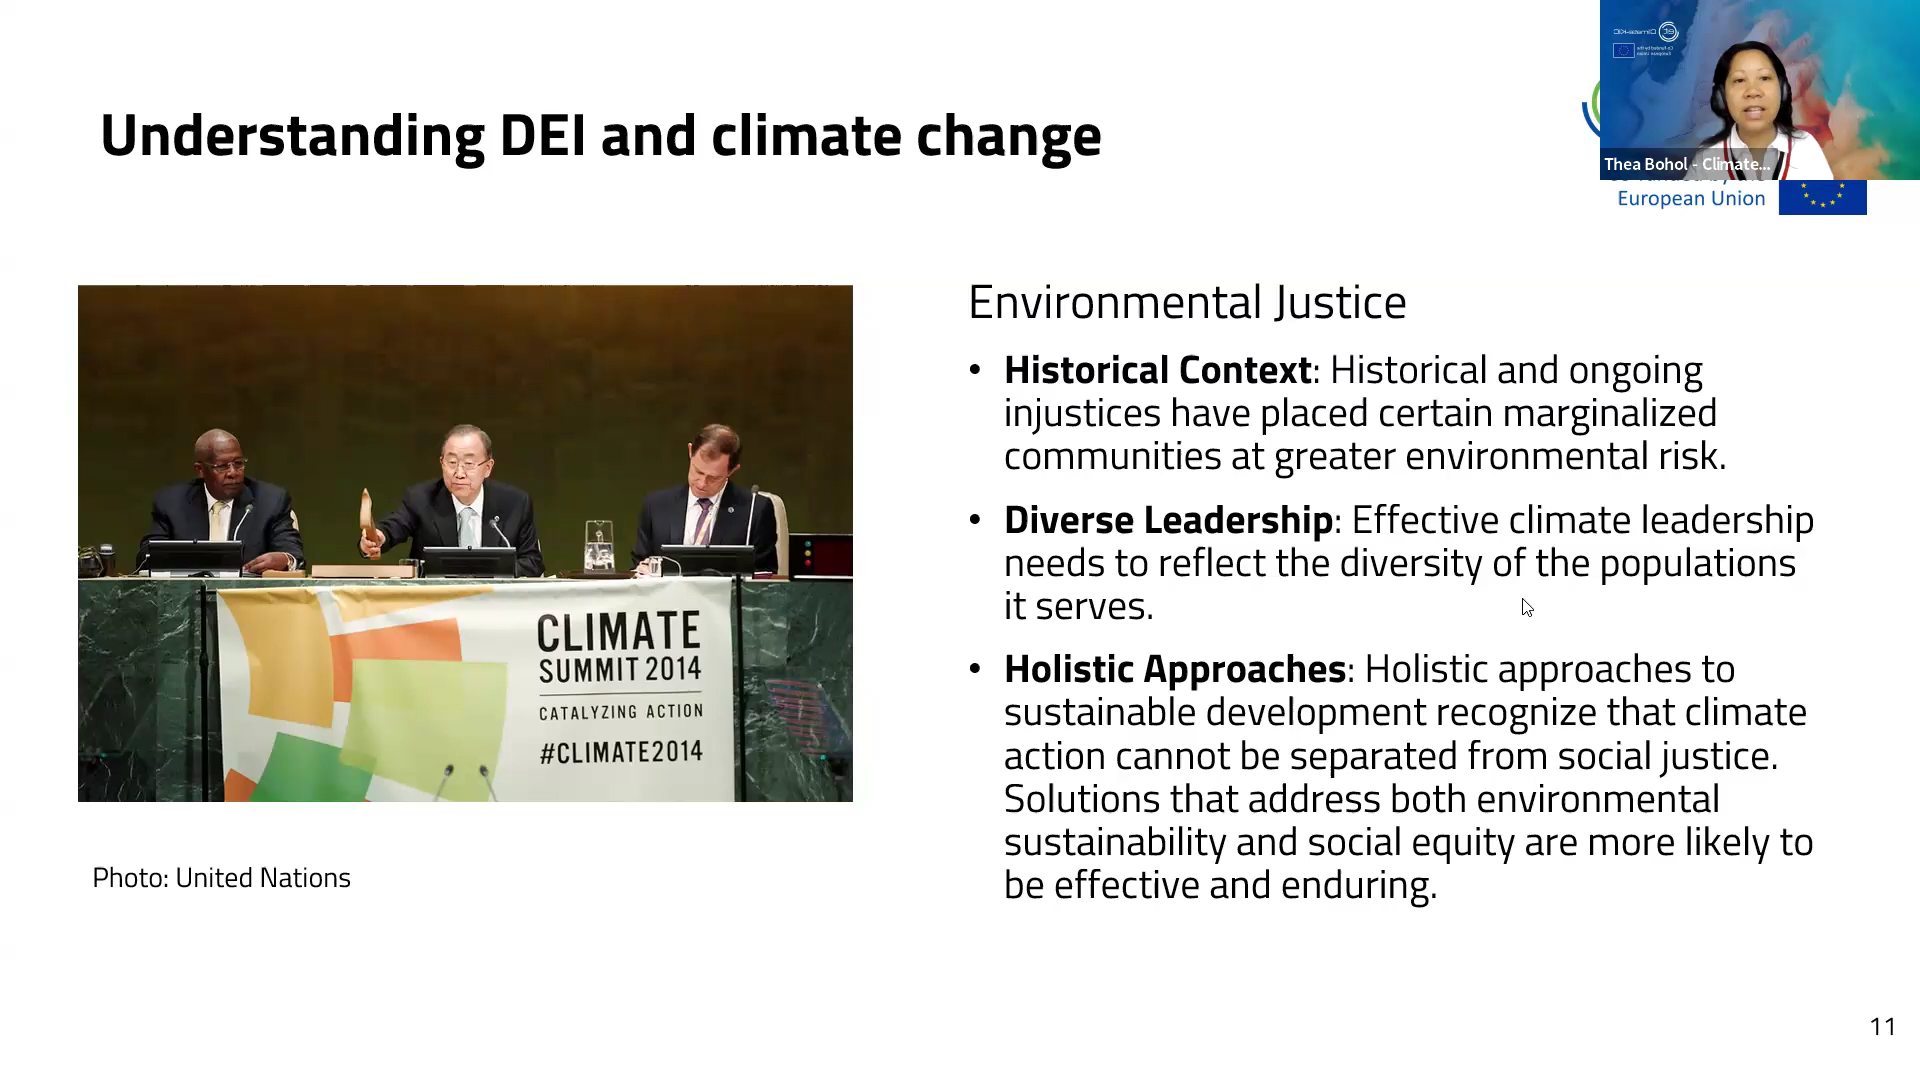 Understanding DEI and climate change
Thea Bohol - Climate...
European Union
CLIMATE
SUMMIT 2014
CATALYZING ACTION
#CLIMATE2014
Photo: United Nations
Environmental Justice
• Historical Context: Historical and ongoing
injustices have placed certain marginalized
communities at greater environmental risk.
• Diverse Leadership: Effective climate leadership
needs to reflect the diversity of the populations
it serves.
• Holistic Approaches: Holistic approaches to
sustainable development recognize that climate
action cannot be separated from social justice.
Solutions that address both environmental
sustainability and social equity are more likely to
be effective and enduring.
11